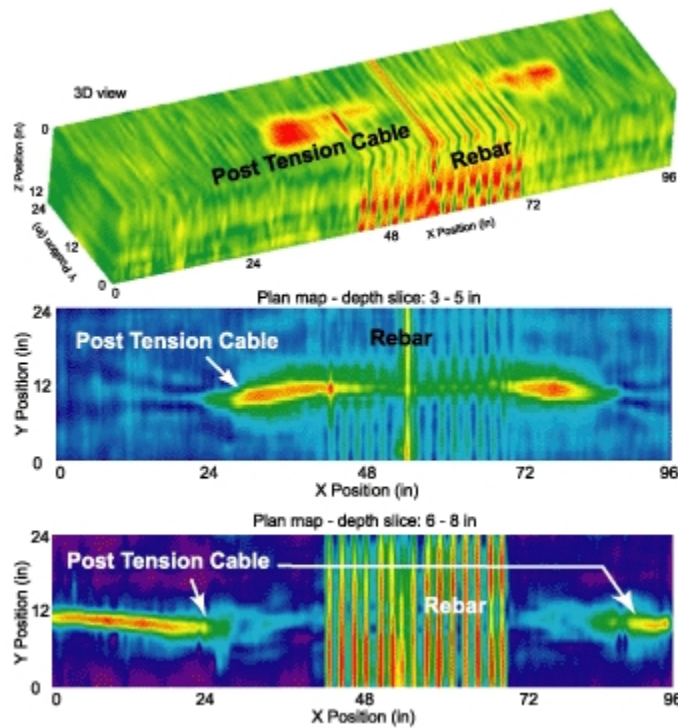 3D view
Z Position (in)
0
12
24
Y Position (in)
12
0
0
24
48
X Position (in)
72
96
Post Tension Cable
Rebar
Plan map - depth slice: 3 - 5 in
Y Position (in)
24
12
0
Post Tension Cable
Rebar
0 24 48 72 96
X Position (in)
Plan map - depth slice: 6 - 8 in
Y Position (in)
24
12
0
Post Tension Cable
Rebar
0 24 48 72 96
X Position (in)